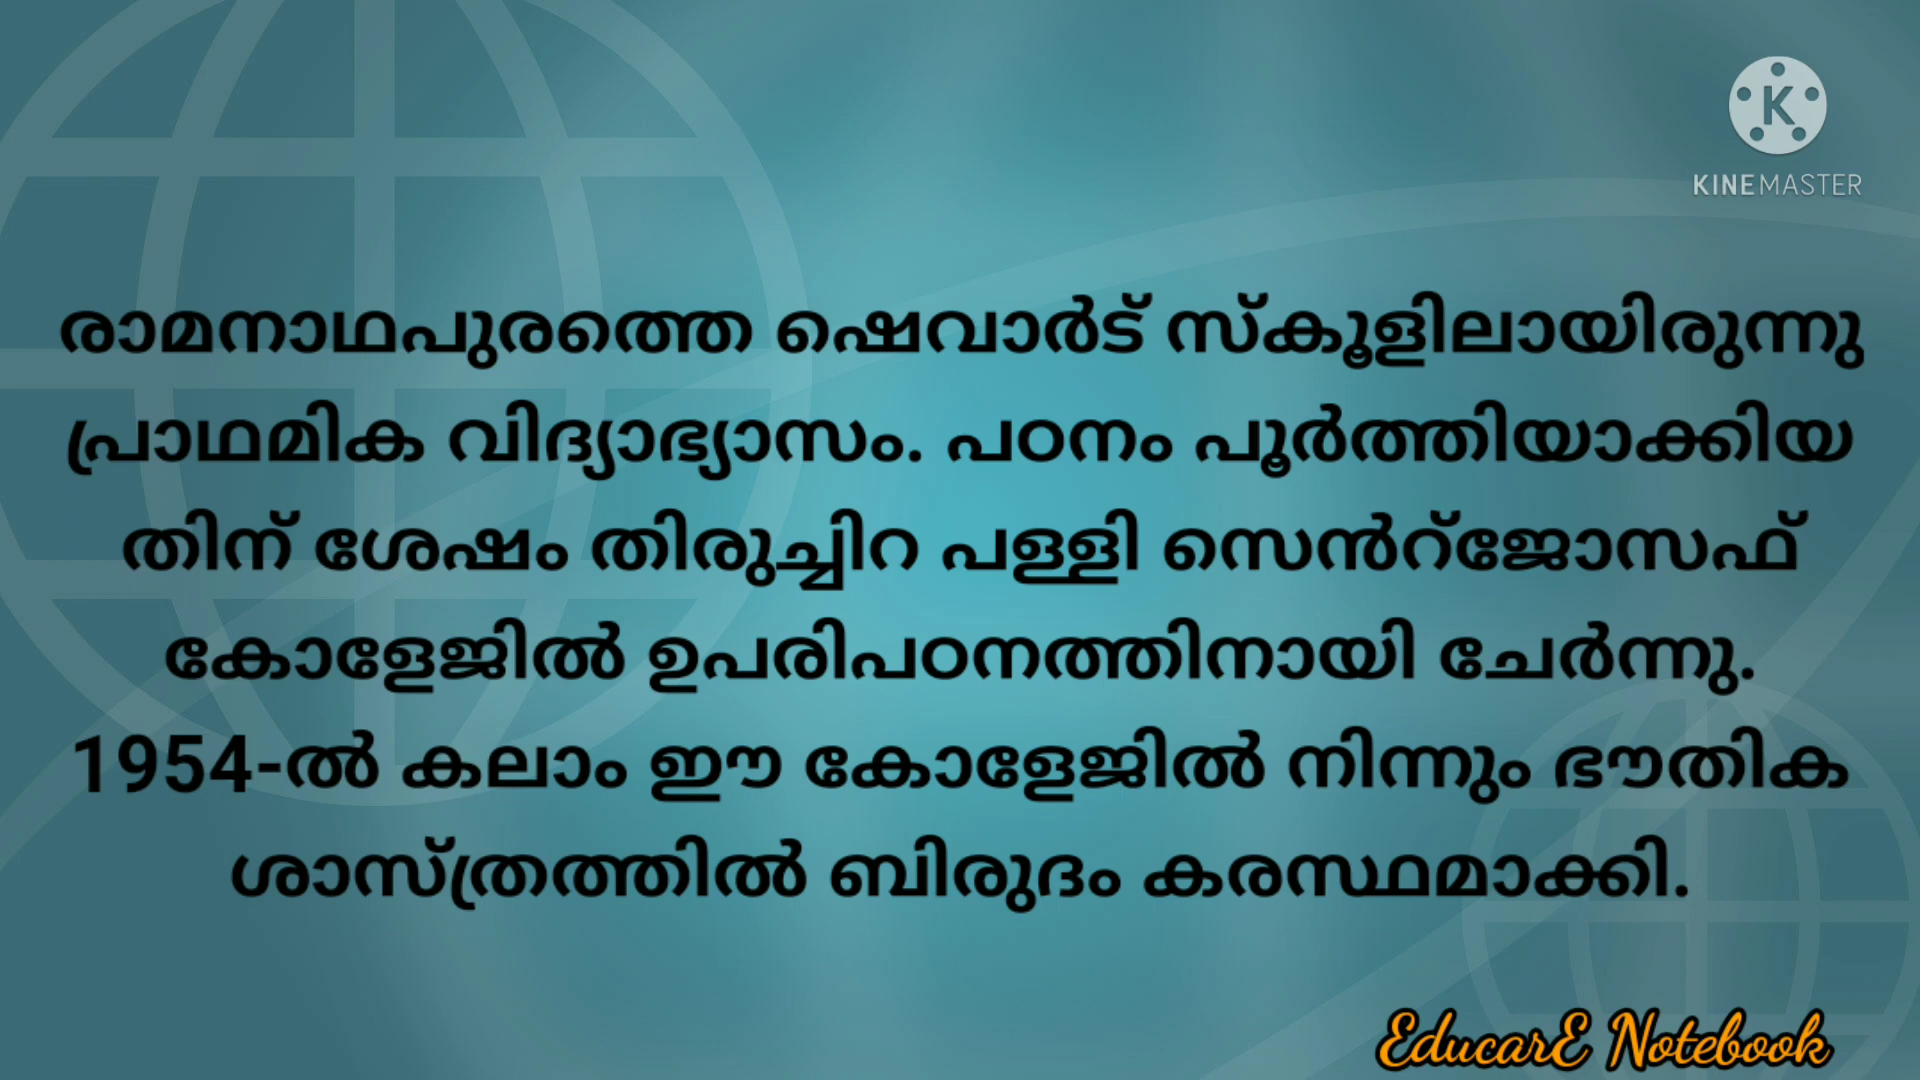 KINEMASTER
രാമനാഥപുരത്തെ ഷെവാർട് സ്കൂളിലായിരുന്നു
പ്രാഥമിക വിദ്യാഭ്യാസം. പഠനം പൂർത്തിയാക്കിയ
തിന് ശേഷം തിരുച്ചിറ പള്ളി സെൻറ്ജോസഫ്
കോളേജിൽ ഉപരിപഠനത്തിനായി ചേർന്നു.
1954-ൽ കലാം ഈ കോളേജിൽ നിന്നും ഭൗതിക
ശാസ്ത്രത്തിൽ ബിരുദം കരസ്ഥമാക്കി.
EducarE Notebook